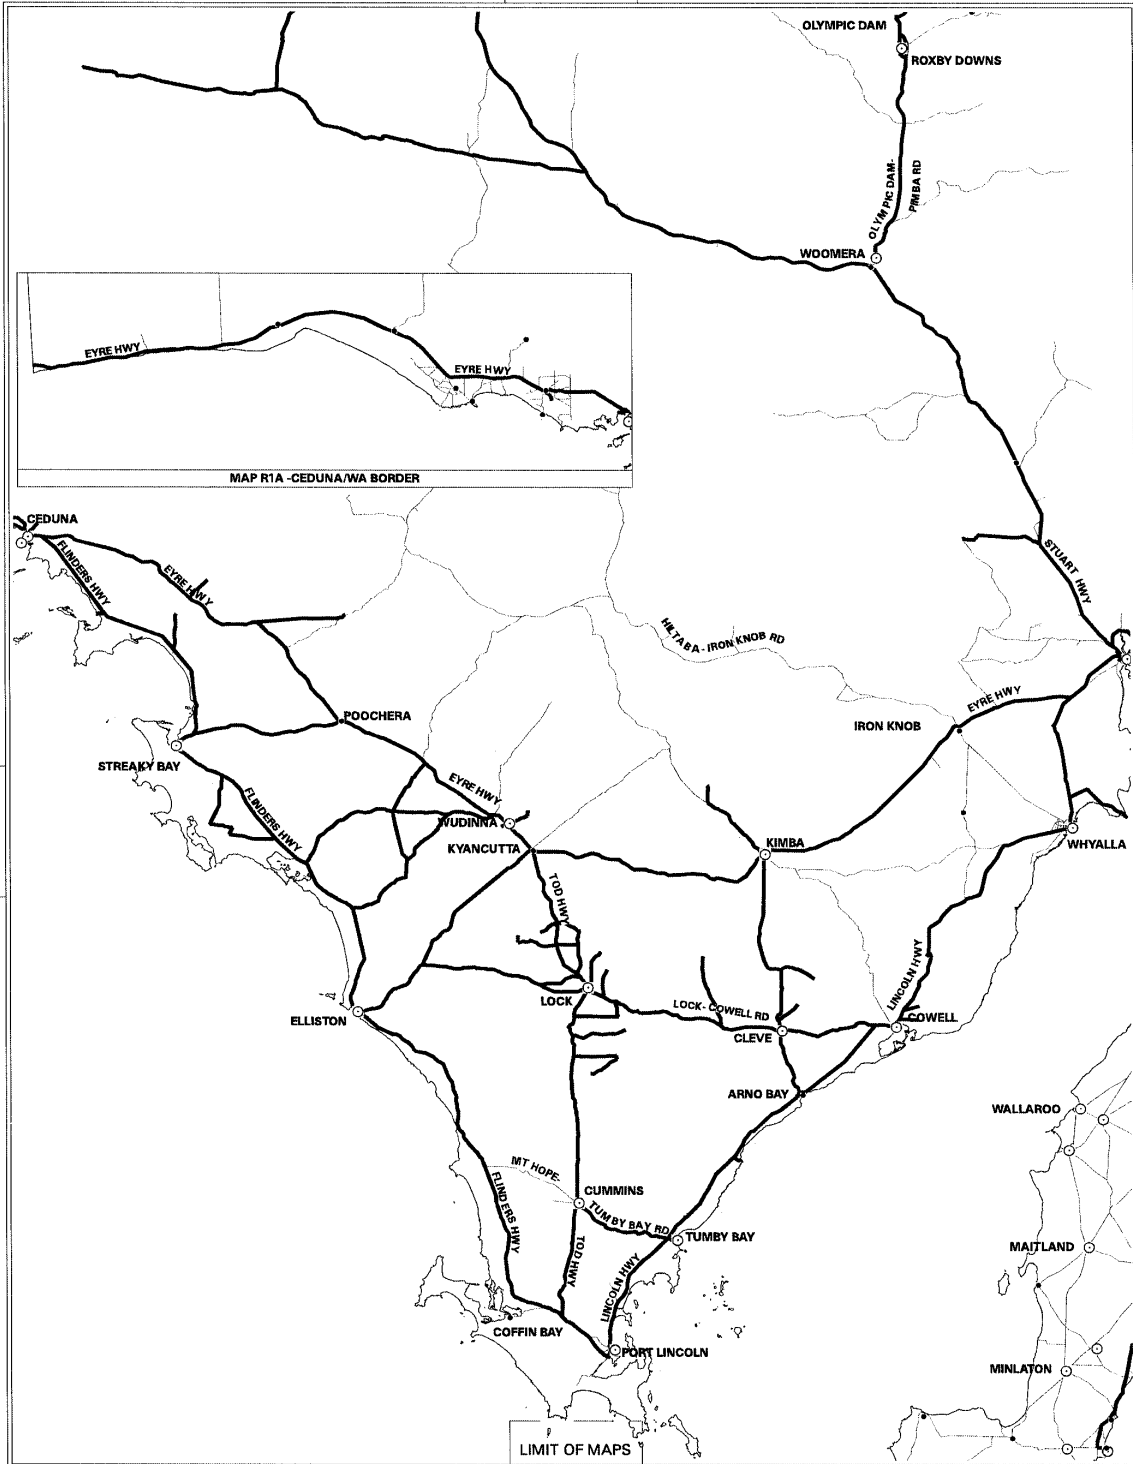 OLYMPIC DAM
ROXBY DOWNS
OLYMPIC DAM-
PIMBA RD
WOOMERA
EYRE HWY
EYRE HWY
MAP R1A -CEDUNA/WA BORDER
CEDUNA
FLINDERS HWY
EYRE HWY
STUART HWY
HILTABA - IRON KNOB RD
EYRE HWY
POOCHERA
IRON KNOB
STREAKY BAY
EYRE HWY
FLINDERS HWY
WUDINNA
KYANCUTTA
KIMBA
WHYALLA
TOD HWY
LINCOLN HWY
LOCK
LOCK- COWELL RD
ELLISTON
COWELL
CLEVE
ARNO BAY
WALLAROO
MT HOPE-
FLINDERS HWY
CUMMINS
TUMBY BAY RD
TUMBY BAY
TOD HWY
LINCOLN HWY
MAITLAND
COFFIN BAY
PORT LINCOLN
MINLATON
LIMIT OF MAPS